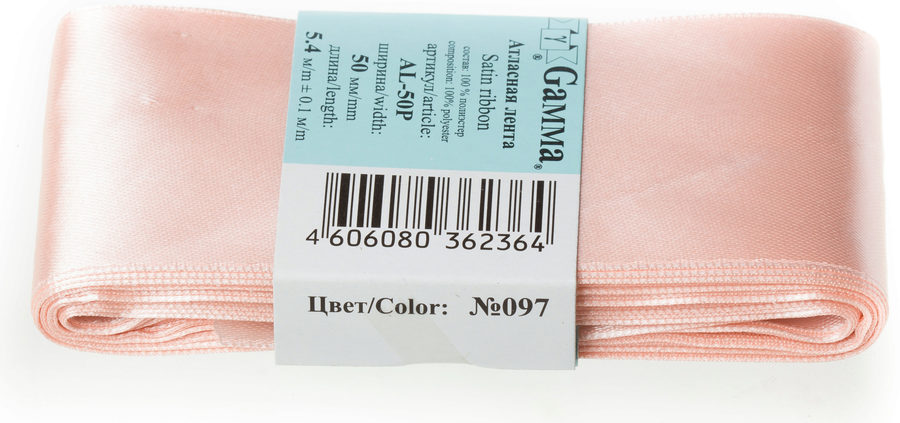 Gamma®
γ
®
Атласная лента
Satin ribbon
состав: 100 % полиэстер
composition: 100% polyester
артикул/article:
AL-50P
ширина/width:
50 мм/mm
длина/length:
5.4 м/m ± 0.1 м/m
4 606080 362364
Цвет/Color: №097